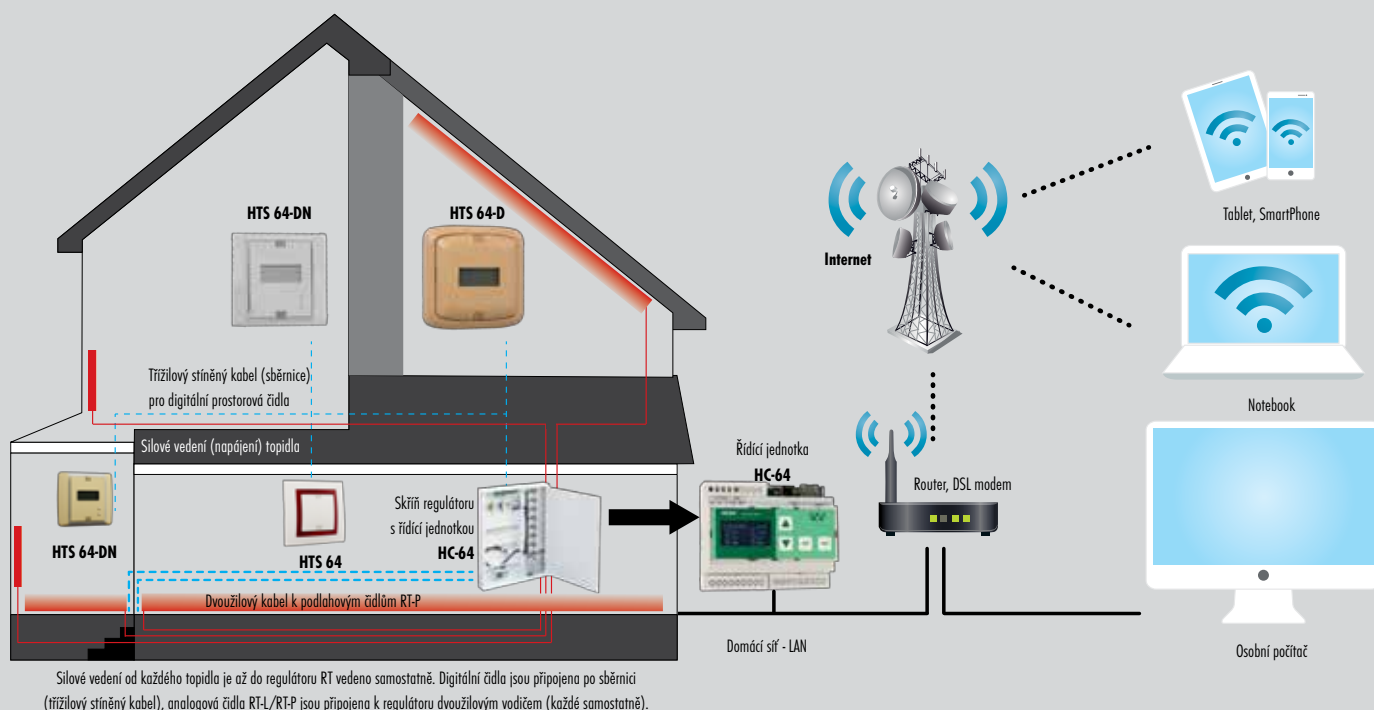 HTS 64-DN
HTS 64-D
Třížilový stíněný kabel (sběrnice)
pro digitální prostorová čidla
Silové vedení (napájení) topidla
HTS 64-DN
HTS 64
Skříň regulátoru
s řídící jednotkou
HC-64
Dvoužilový kabel k podlahovým čidlům RT-P
Řídící jednotka
HC-64
Internet
Router, DSL modem
Domácí síť - LAN
Tablet, SmartPhone
Notebook
Osobní počítač
Silové vedení od každého topidla je až do regulátoru RT vedeno samostatně. Digitální čidla jsou připojena po sběrnici
(třížilový stíněný kabel), analogová čidla RT-L/RT-P jsou připojena k regulátoru dvoužilovým vodičem (každé samostatně).